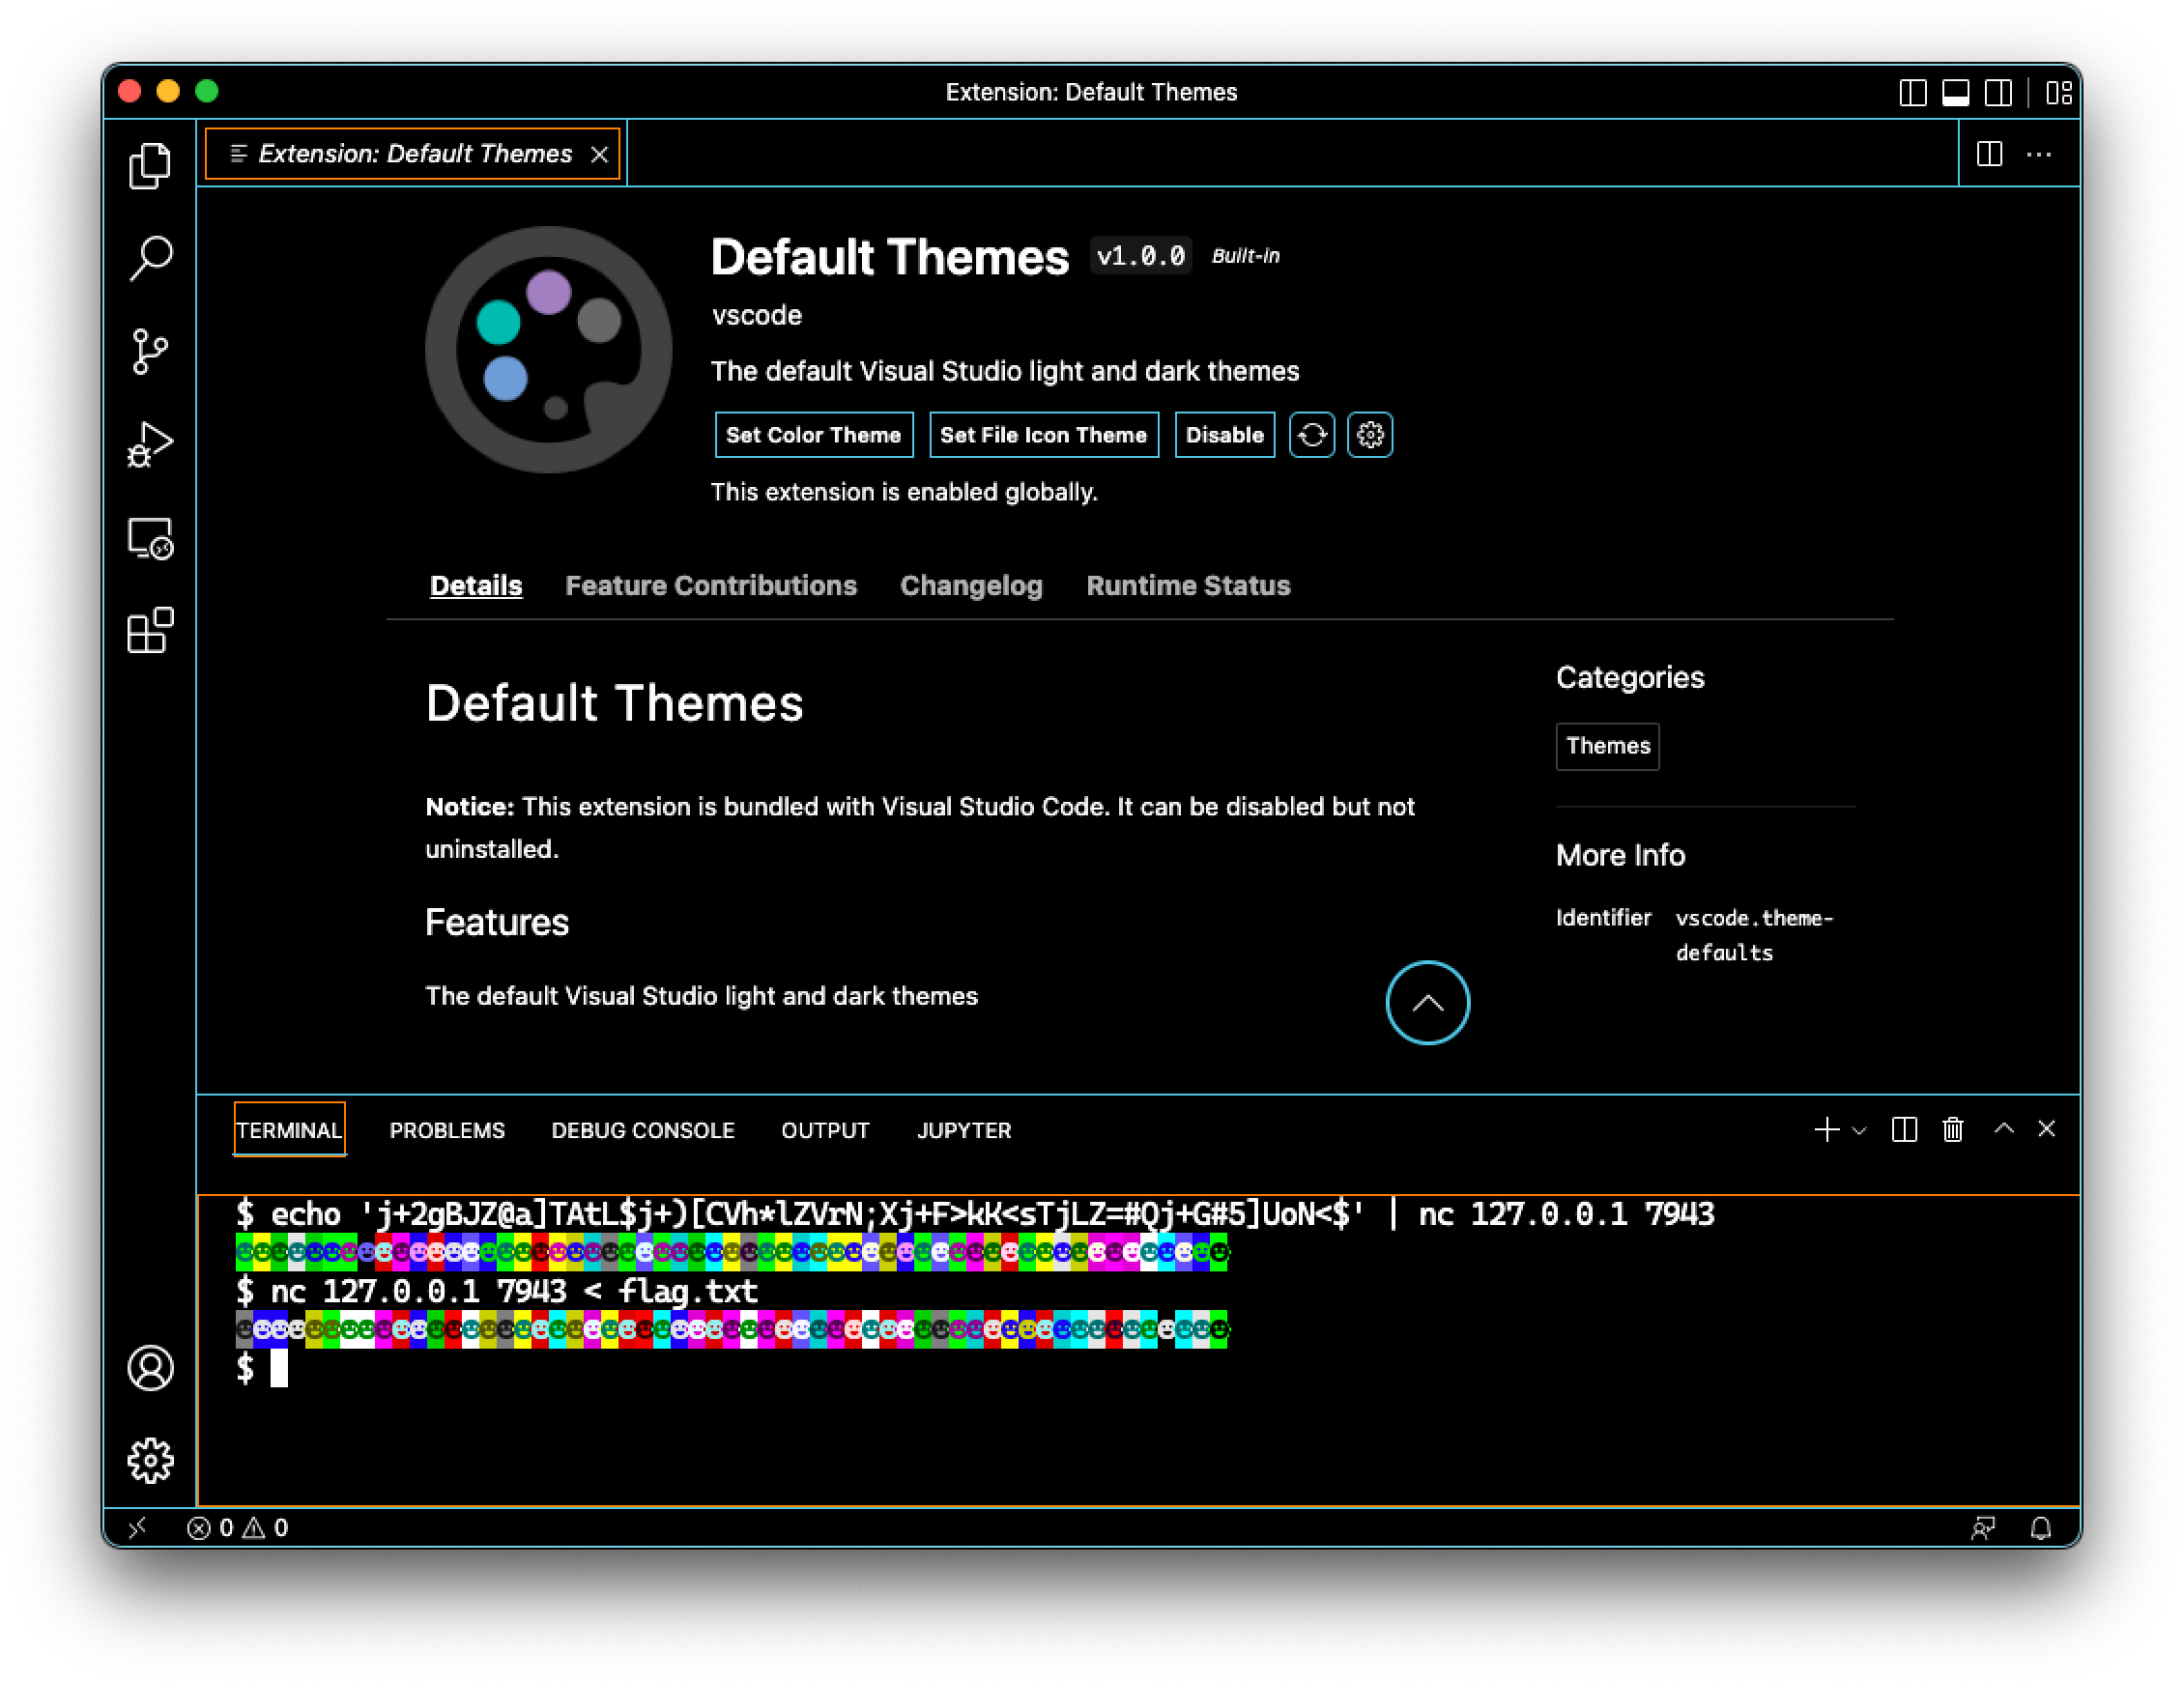 Extension: Default Themes
Extension: Default Themes
Default Themes v1.0.0 Built-in
vscode
The default Visual Studio light and dark themes
Set Color Theme Set File Icon Theme Disable
This extension is enabled globally.
Details Feature Contributions Changelog Runtime Status
Default Themes
Notice: This extension is bundled with Visual Studio Code. It can be disabled but not
uninstalled.
Features
The default Visual Studio light and dark themes
Categories
Themes
More Info
Identifier vscode.theme-
defaults
TERMINAL PROBLEMS DEBUG CONSOLE OUTPUT JUPYTER
$ echo 'j+2gBJZ@a]TAtL$j+)[CVh*lZVrN;Xj+F>kK<sTjLZ=#Qj+G#5]UoN<$' | nc 127.0.0.1 7943
$ nc 127.0.0.1 7943 < flag.txt
$
0 0